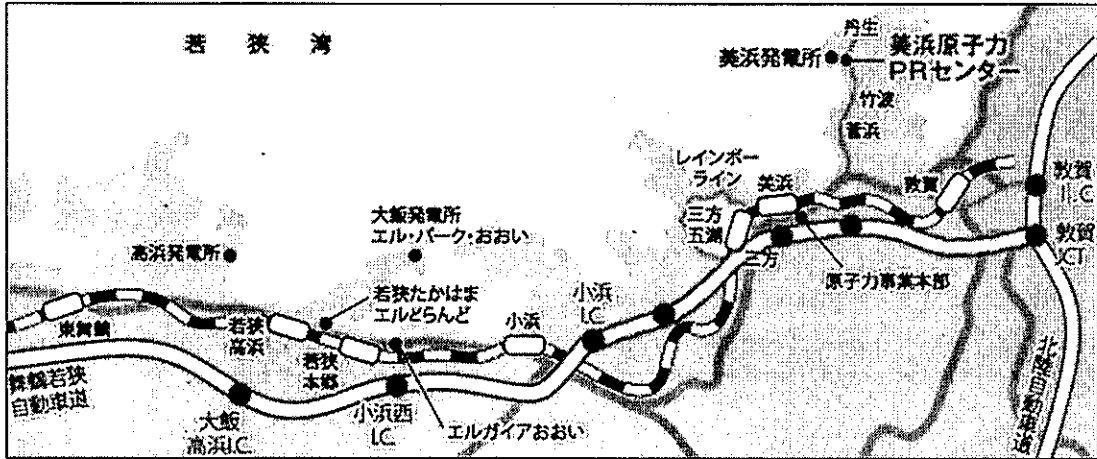 若狭湾
丹生
美浜発電所
美浜原子力
PRセンター
竹波
菅浜
レインボー
ライン
美浜
敦賀
敦賀
I.C
三方
五湖
三方
敦賀
JCT
原子力事業本部
大飯発電所
エル・パーク・おおい
高浜発電所
若狭たかはま
エルどらんど
小浜
I.C.
小浜
東舞鶴
若狭
高浜
若狭
本郷
舞鶴若狭
自動車道
大飯
高浜I.C.
小浜西
I.C.
エルガイアおおい
北陸自動車道